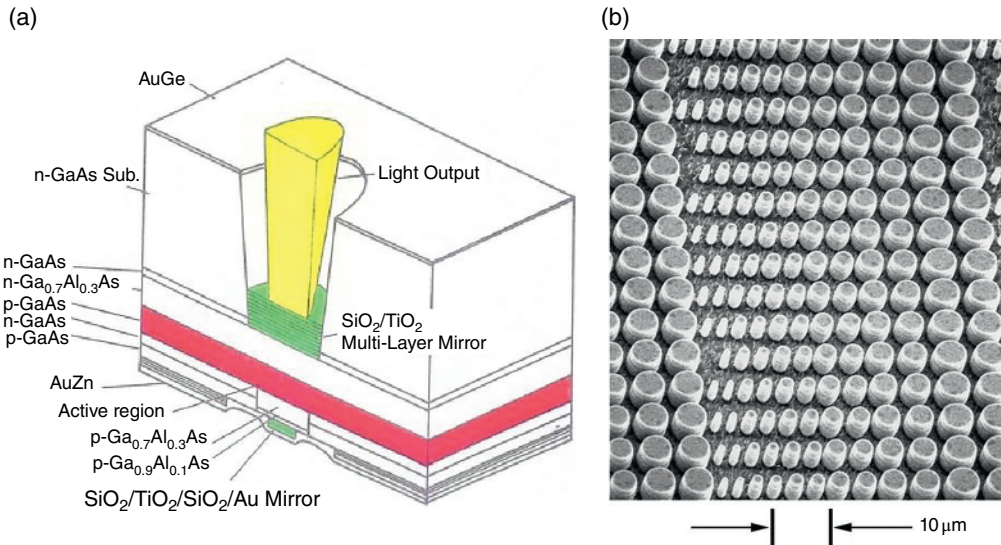 (a)
AuGe
n-GaAs Sub.
Light Output
n-GaAs
n-Ga₀.₇Al₀.₃As
p-GaAs
n-GaAs
p-GaAs
SiO₂/TiO₂
Multi-Layer Mirror
AuZn
Active region
p-Ga₀.₇Al₀.₃As
p-Ga₀.₉Al₀.₁As
SiO₂/TiO₂/SiO₂/Au Mirror
(b)
10 μm